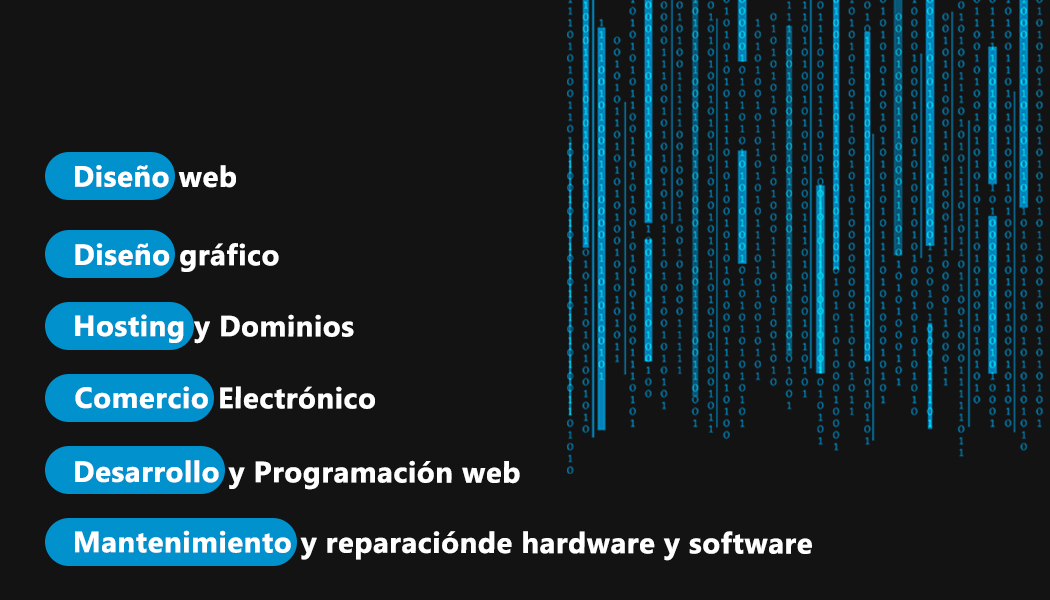 Diseño web
Diseño gráfico
Hosting y Dominios
Comercio Electrónico
Desarrollo y Programación web
Mantenimiento y reparaciónde hardware y software